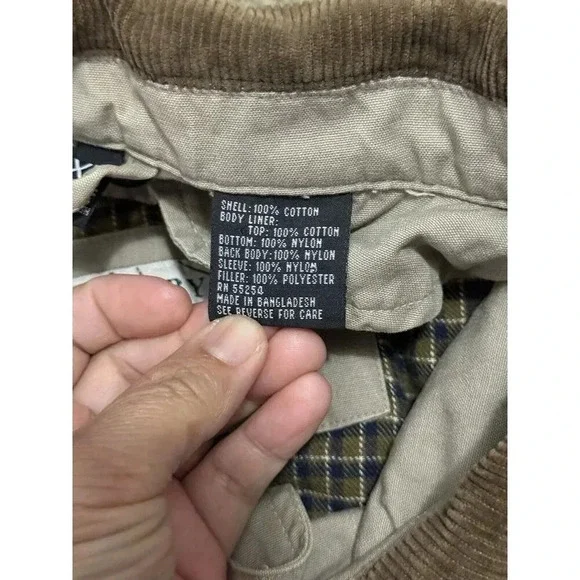 SHELL: 100% COTTON
BODY LINER:
TOP: 100% COTTON
BOTTOM: 100% NYLON
BACK BODY: 100% NYLON
SLEEVE: 100% NYLON
FILLER: 100% POLYESTER
RN 55254
MADE IN BANGLADESH
SEE REVERSE FOR CARE